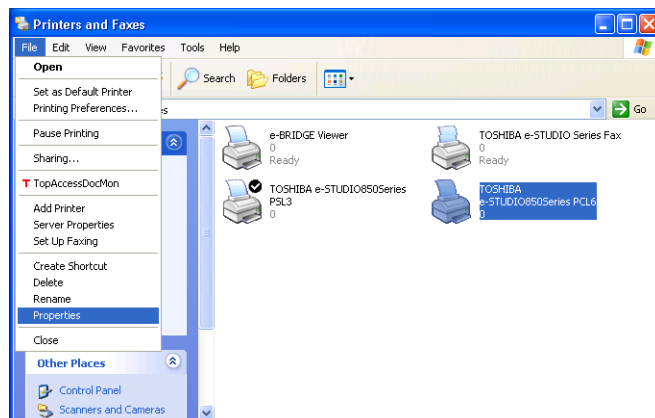 Printers and Faxes
File Edit View Favorites Tools Help
Open
Set as Default Printer
Printing Preferences...
Pause Printing
Sharing...
TopAccessDocMon
Add Printer
Server Properties
Set Up Faxing
Create Shortcut
Delete
Rename
Properties
Close
Search Folders
es Go
e-BRIDGE Viewer
0
Ready
TOSHIBA e-STUDIO Series Fax
0
Ready
TOSHIBA e-STUDIO850Series
PSL3
0
TOSHIBA
e-STUDIO850Series PCL6
0
Other Places
Control Panel
Scanners and Cameras